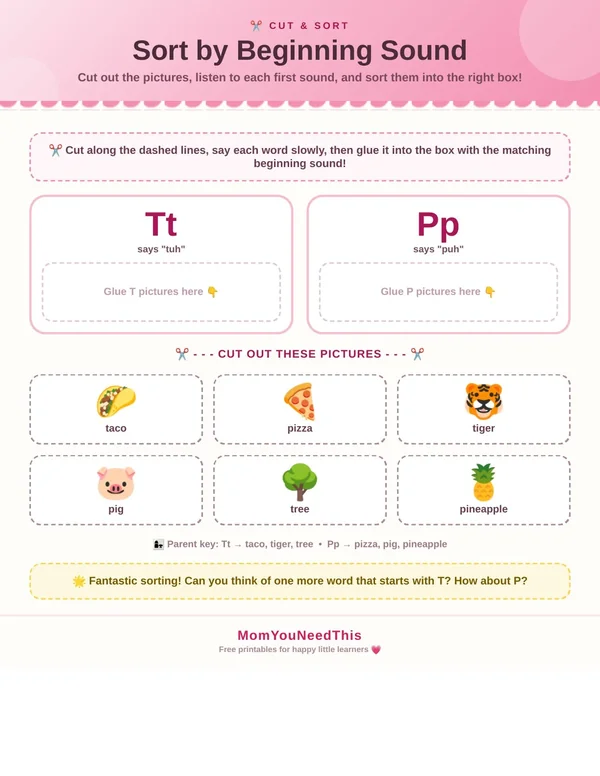 ✂️ CUT & SORT
Sort by Beginning Sound
Cut out the pictures, listen to each first sound, and sort them into the right box!
✂️ Cut along the dashed lines, say each word slowly, then glue it into the box with the matching
beginning sound!
Tt
says "tuh"
Glue T pictures here 👇
Pp
says "puh"
Glue P pictures here 👇
✂️ - - - CUT OUT THESE PICTURES - - - ✂️
taco
pizza
tiger
pig
tree
pineapple
Parent key: Tt → taco, tiger, tree • Pp → pizza, pig, pineapple
🌟 Fantastic sorting! Can you think of one more word that starts with T? How about P?
MomYouNeedThis
Free printables for happy little learners 💗